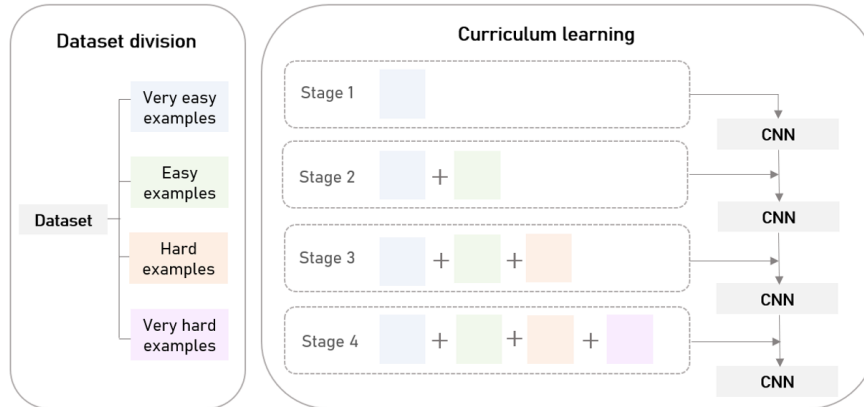 Dataset division
Very easy
examples
Easy
examples
Dataset
Hard
examples
Very hard
examples
Curriculum learning
Stage 1
CNN
Stage 2
+
CNN
Stage 3
+ +
CNN
Stage 4
+ + +
CNN